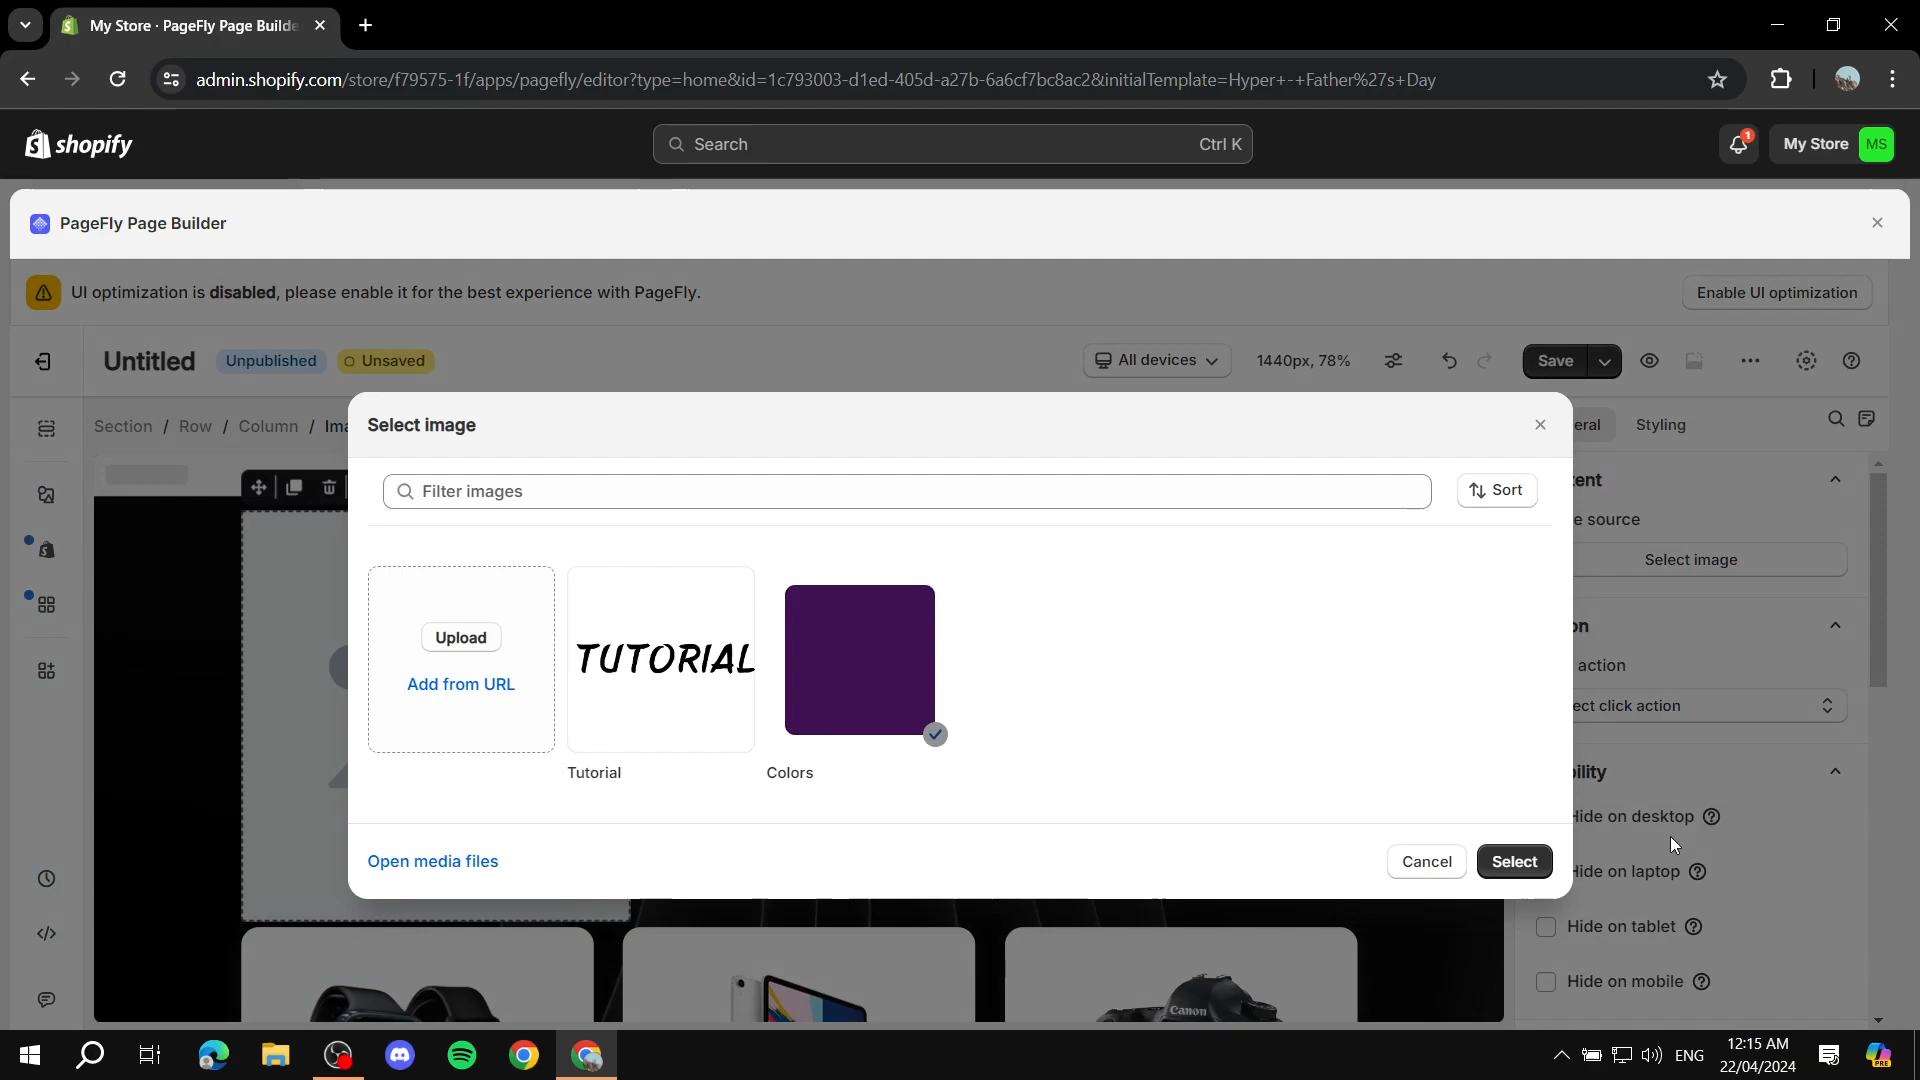 My Store · PageFly Page Builde
admin.shopify.com/store/f79575-1f/apps/pagefly/editor?type=home&id=1c793003-d1ed-405d-a27b-6a6cf7bc8ac2&initialTemplate=Hyper+-+Father%27s+Day
shopify
Search
Ctrl K
1
My Store
MS
PageFly Page Builder
UI optimization is disabled, please enable it for the best experience with PageFly.
Enable UI optimization
Untitled
Unpublished
Unsaved
All devices
1440px, 78%
Save
Section / Row / Column / Ima
Select image
eral
Styling
Filter images
Sort
tent
e source
Select image
Upload
Add from URL
TUTORIAL
Tutorial
Colors
on
action
ect click action
bility
Hide on desktop
Hide on laptop
Hide on tablet
Hide on mobile
Open media files
Cancel
Select
Canon
ENG
12:15 AM
22/04/2024
PRE